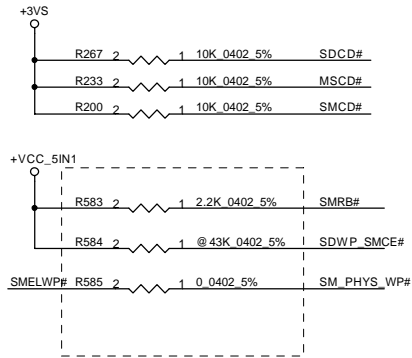 +3VS
R267 2 1 10K_0402_5% SDCD#
R233 2 1 10K_0402_5% MSCD#
R200 2 1 10K_0402_5% SMCD#
+VCC_5IN1
R583 2 1 2.2K_0402_5% SMRB#
R584 2 1 @43K_0402_5% SDWP_SMCE#
SMELWP# R585 2 1 0_0402_5% SM_PHYS_WP#